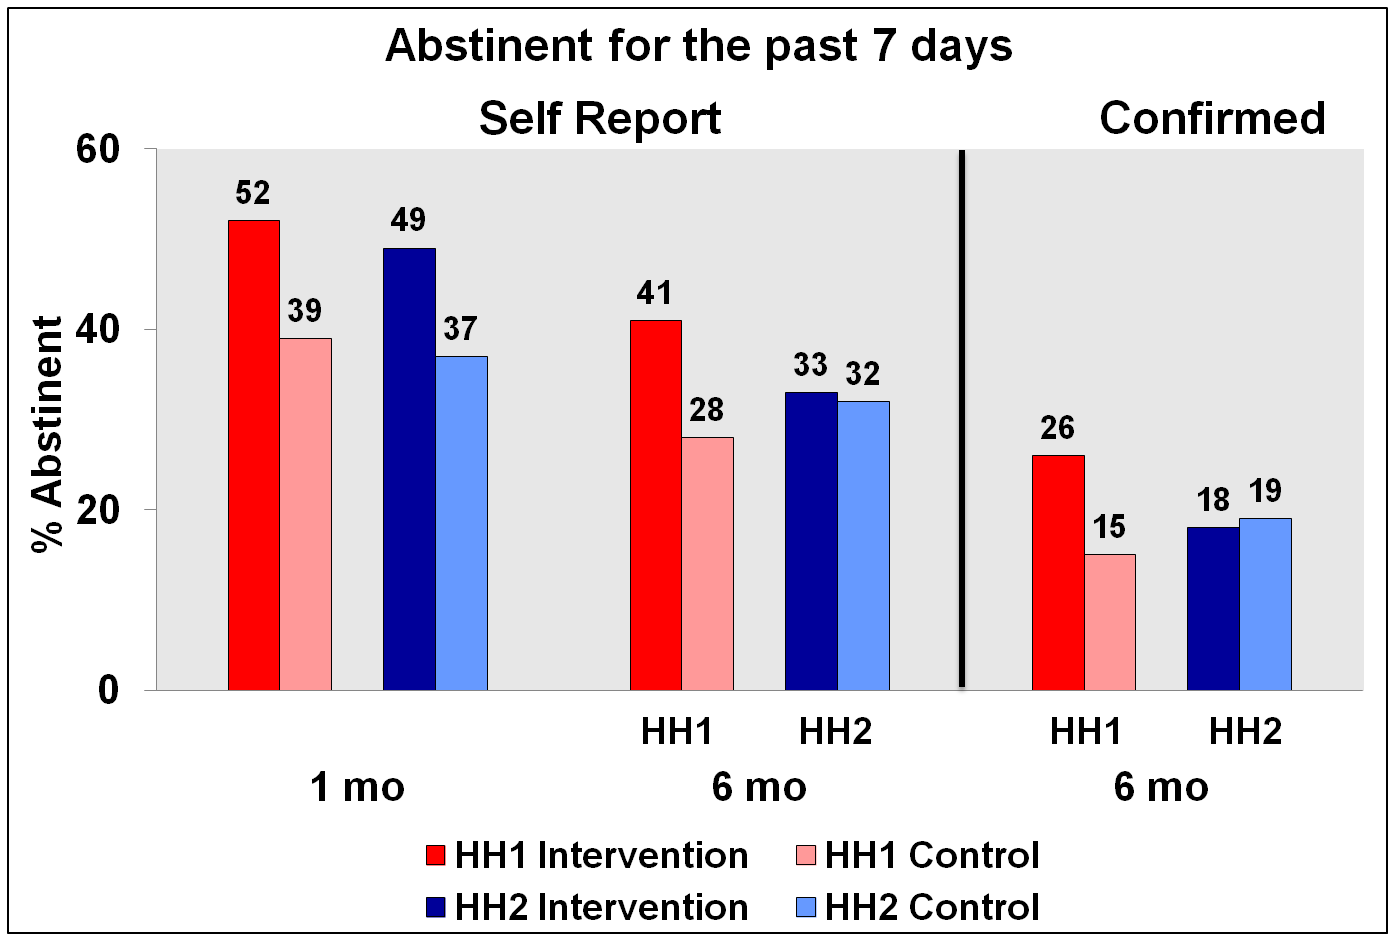 Abstinent for the past 7 days
Self Report
Confirmed
% Abstinent
60
40
20
0
52
39
49
37
41
28
33
32
26
15
18
19
HH1
HH2
HH1
HH2
1 mo
6 mo
6 mo
HH1 Intervention
HH1 Control
HH2 Intervention
HH2 Control